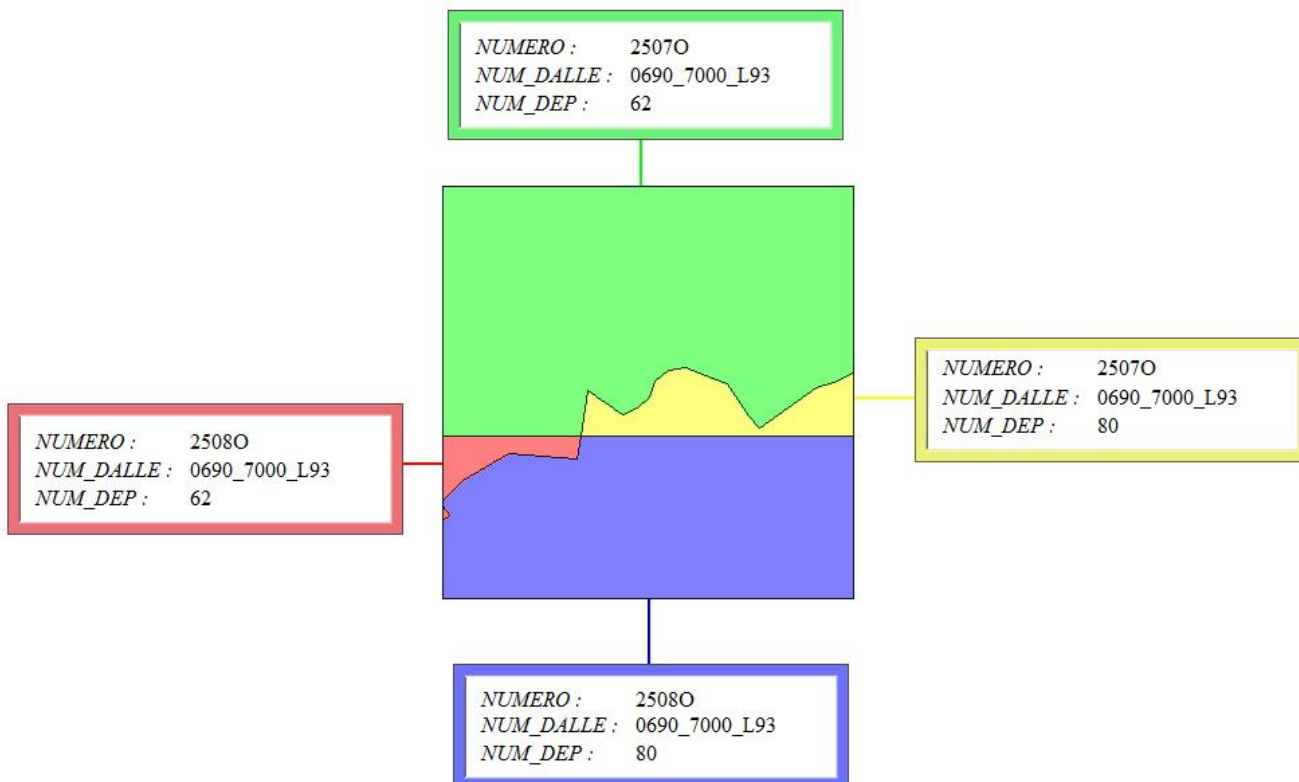 NUMERO : 2507O
NUM_DALLE : 0690_7000_L93
NUM_DEP : 62
NUMERO : 2507O
NUM_DALLE : 0690_7000_L93
NUM_DEP : 80
NUMERO : 2508O
NUM_DALLE : 0690_7000_L93
NUM_DEP : 62
NUMERO : 2508O
NUM_DALLE : 0690_7000_L93
NUM_DEP : 80